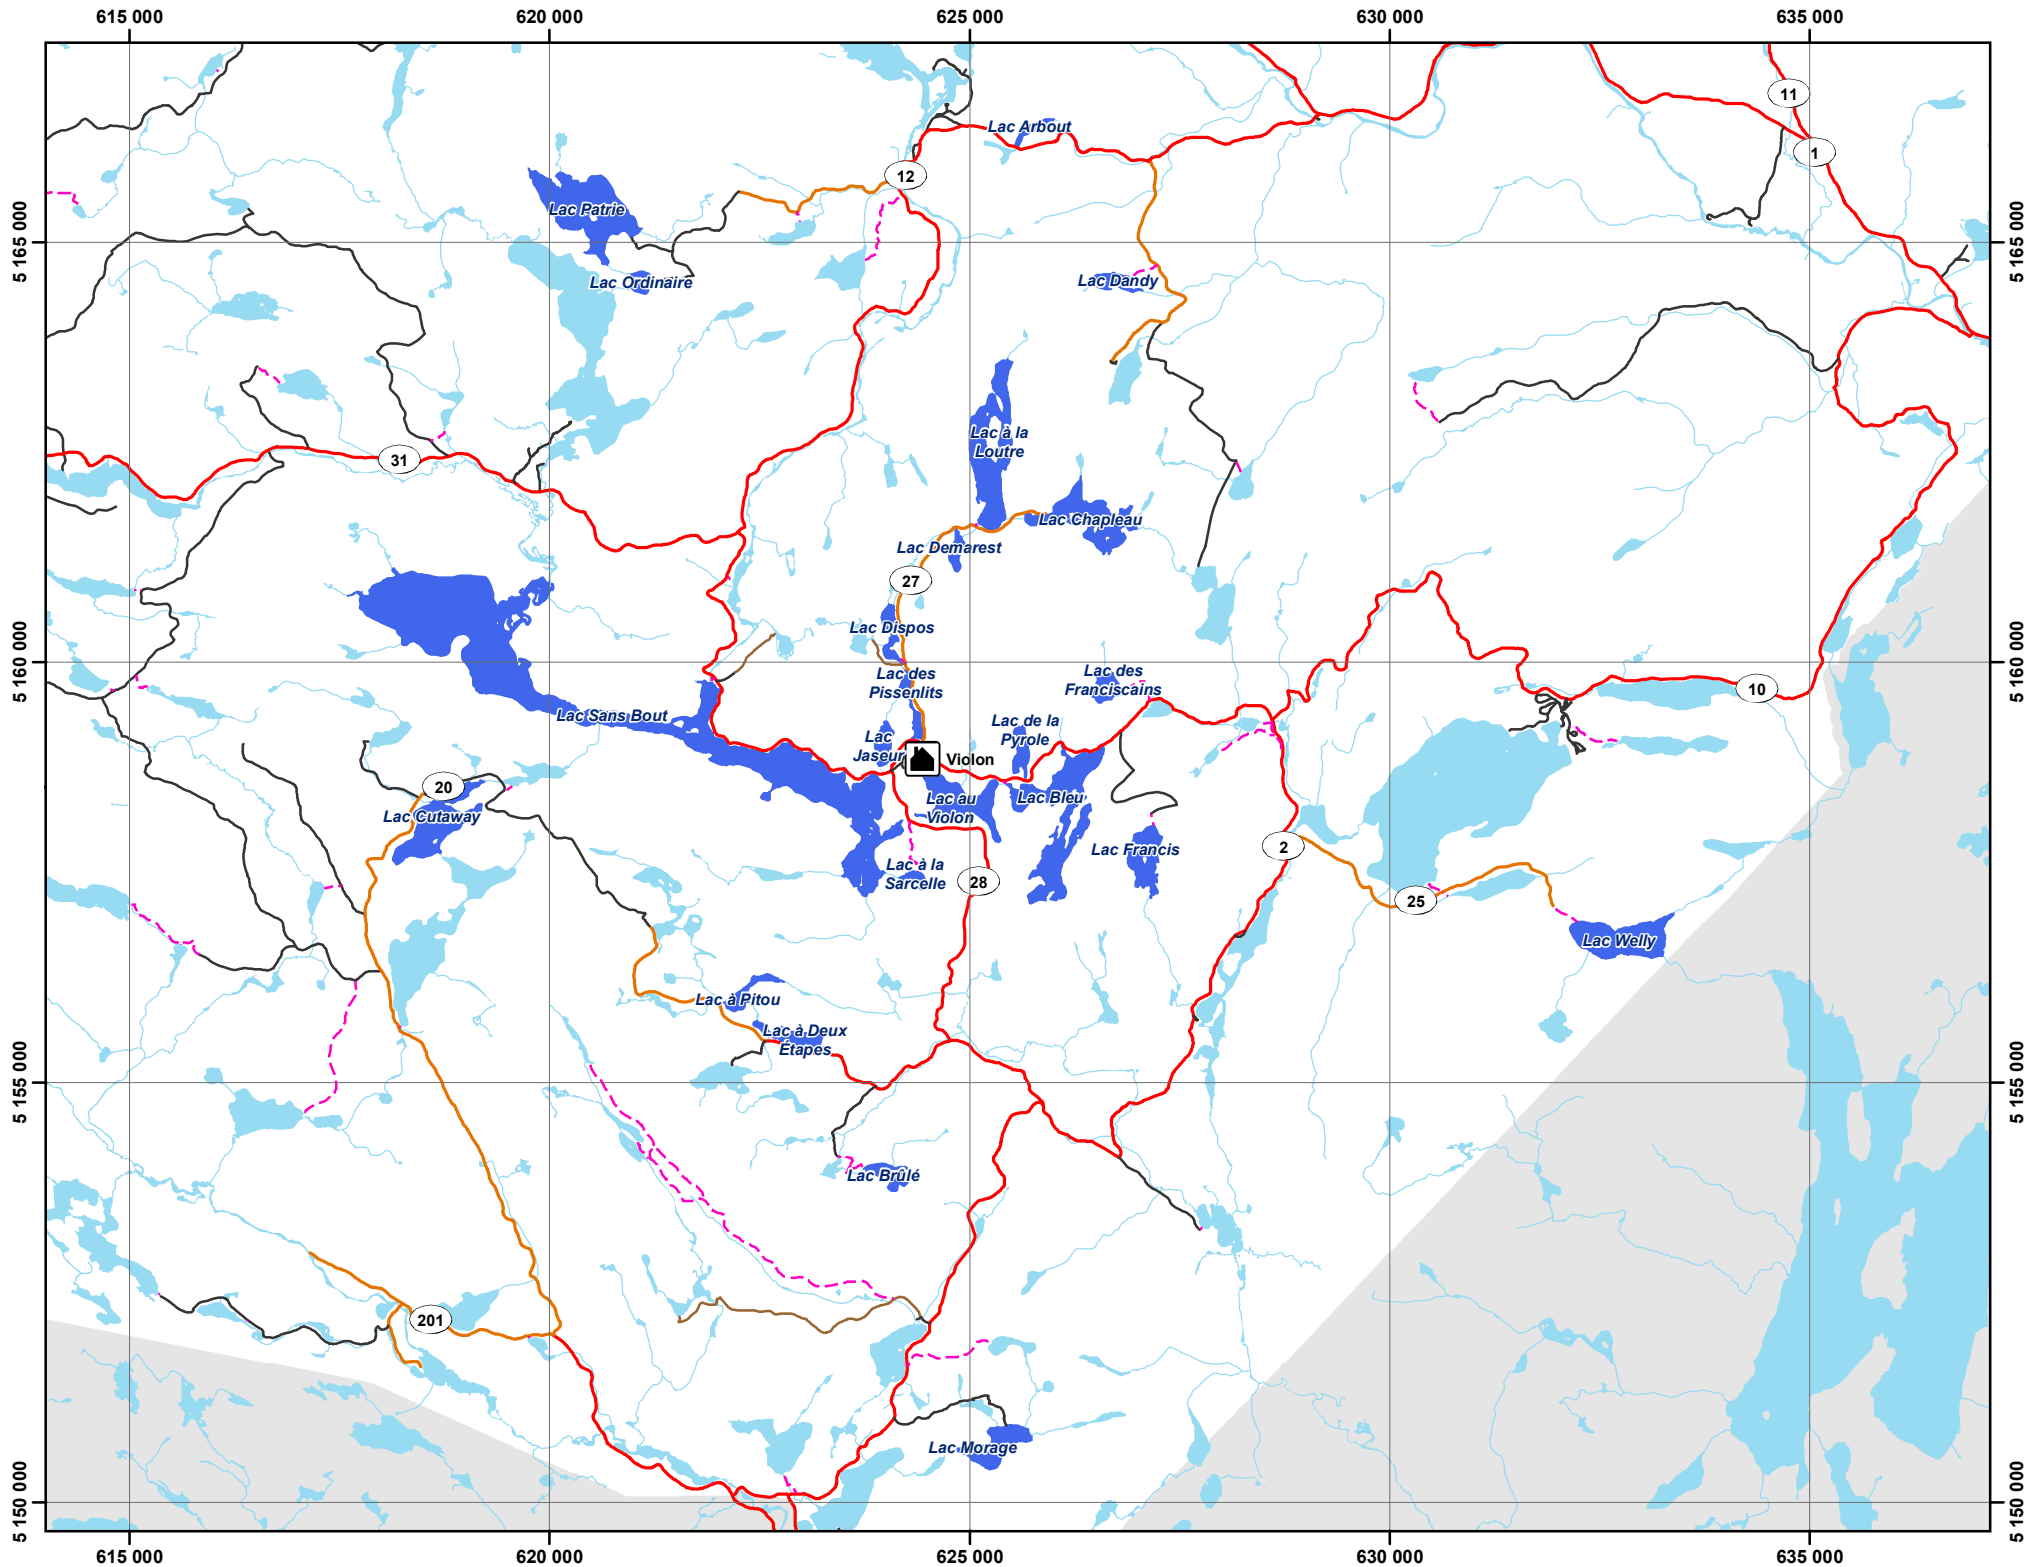 615 000
620 000
625 000
630 000
635 000
11
Lac Arbout
1
12
Lac Patrie
5 165 000
5 165 000
Lac Ordinaire
Lac Dandy
Lac à la
Loutre
31
Lac Chapleau
Lac Demarest
27
Lac Dispos
5 160 000
5 160 000
Lac des
Pissenlits
Lac des
Franciscains
10
Lac Sans Bout
Lac de la
Pyrole
Lac
Jaseur
Violon
20
Lac au
Violon
Lac Bleu
Lac Cutaway
2
Lac Francis
Lac à la
Sarcelle
28
25
Lac Welly
Lac à Pitou
Lac à Deux
Étapes
5 155 000
5 155 000
Lac Brûlé
201
Lac Morage
5 150 000
5 150 000
615 000
620 000
625 000
630 000
635 000